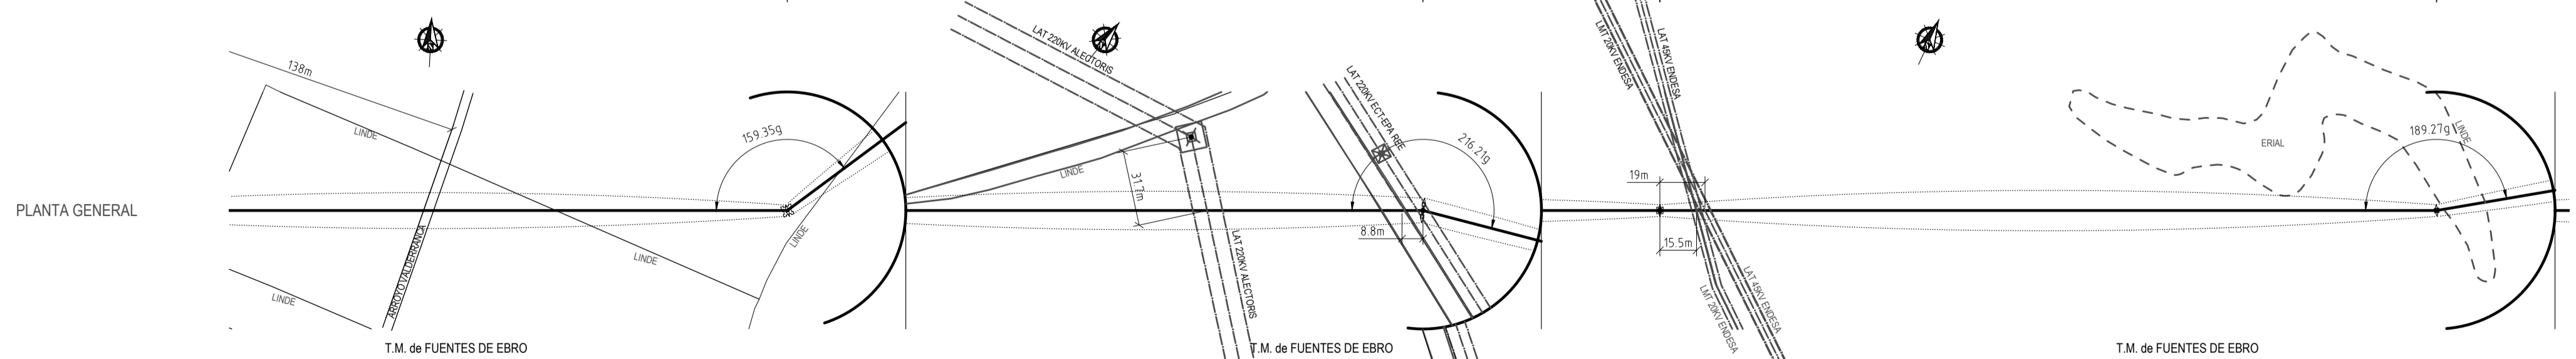 138m
LINDE
ARROYO VALDERRANCA
LINDE
LINDE
159.35g
LINDE
PLANTA GENERAL
T.M. de FUENTES DE EBRO
LAT 220KV ALECTORIS
LINDE
31.7m
LAT 220KV ALECTORIS
LAT 220KV ECT-EPA REE
216.21g
8.8m
T.M. de FUENTES DE EBRO
LMT 20KV ENDESA
LAT 45KV ENDESA
19m
15.5m
LAT 45KV ENDESA
LMT 20KV ENDESA
ERIAL
189.27g
LINDE
T.M. de FUENTES DE EBRO